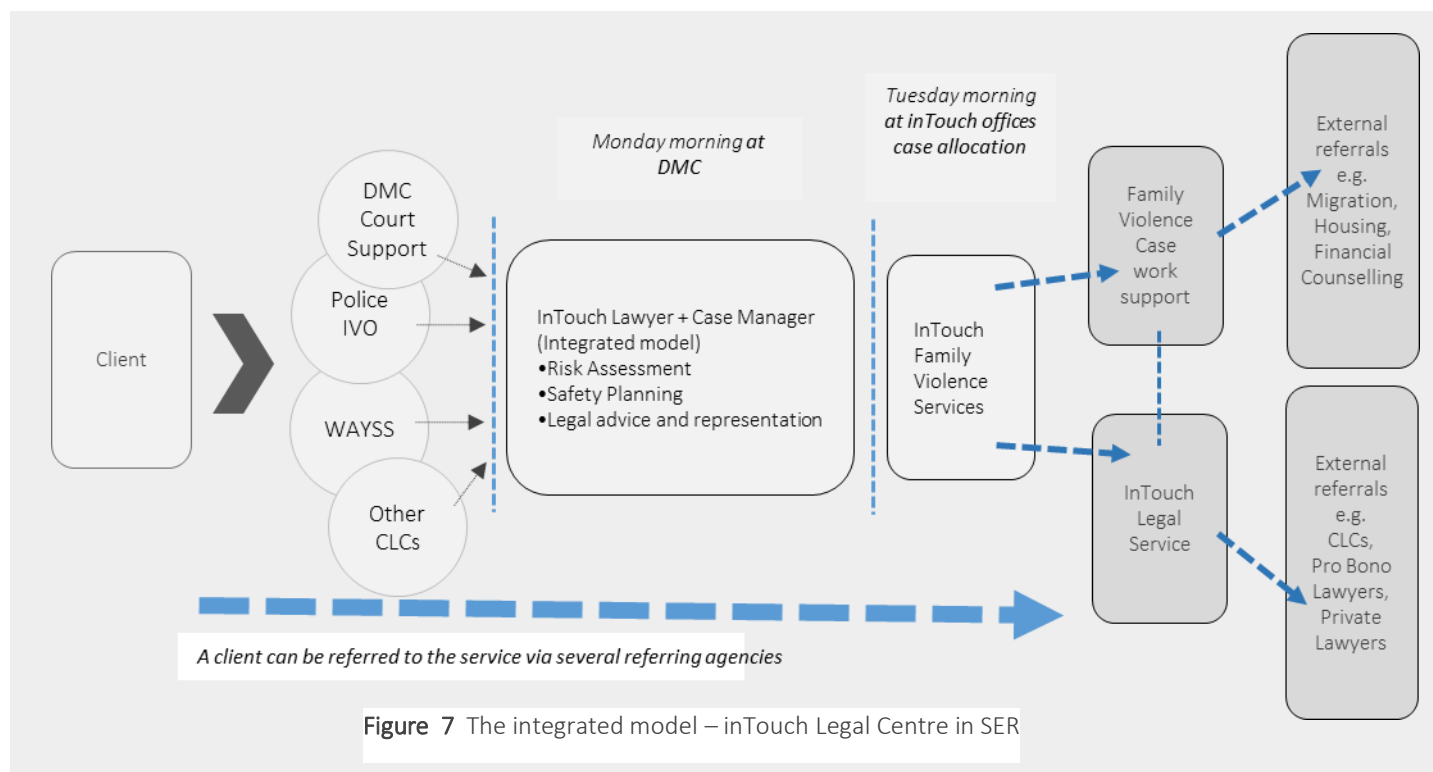 Client
DMC
Court
Support
Police
IVO
WAYSS
Other
CLCs
Monday morning at
DMC
InTouch Lawyer + Case Manager
(Integrated model)
•Risk Assessment
•Safety Planning
•Legal advice and representation
Tuesday morning
at inTouch offices
case allocation
InTouch
Family
Violence
Services
Family
Violence
Case
work
support
InTouch
Legal
Service
External
referrals
e.g.
Migration,
Housing,
Financial
Counselling
External
referrals
e.g.
CLCs,
Pro Bono
Lawyers,
Private
Lawyers
A client can be referred to the service via several referring agencies
Figure 7 The integrated model – inTouch Legal Centre in SER